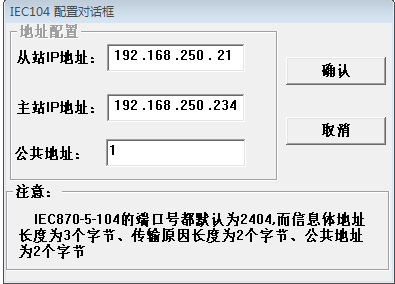 IEC104 配置对话框
地址配置
从站IP地址： 192 .168 .250 . 21
确认
主站IP地址： 192 .168 .250 .234
取消
公共地址： 1
注意：
IEC870-5-104的端口号都默认为2404,而信息体地址
长度为3个字节、传输原因长度为2个字节、公共地址
为2个字节